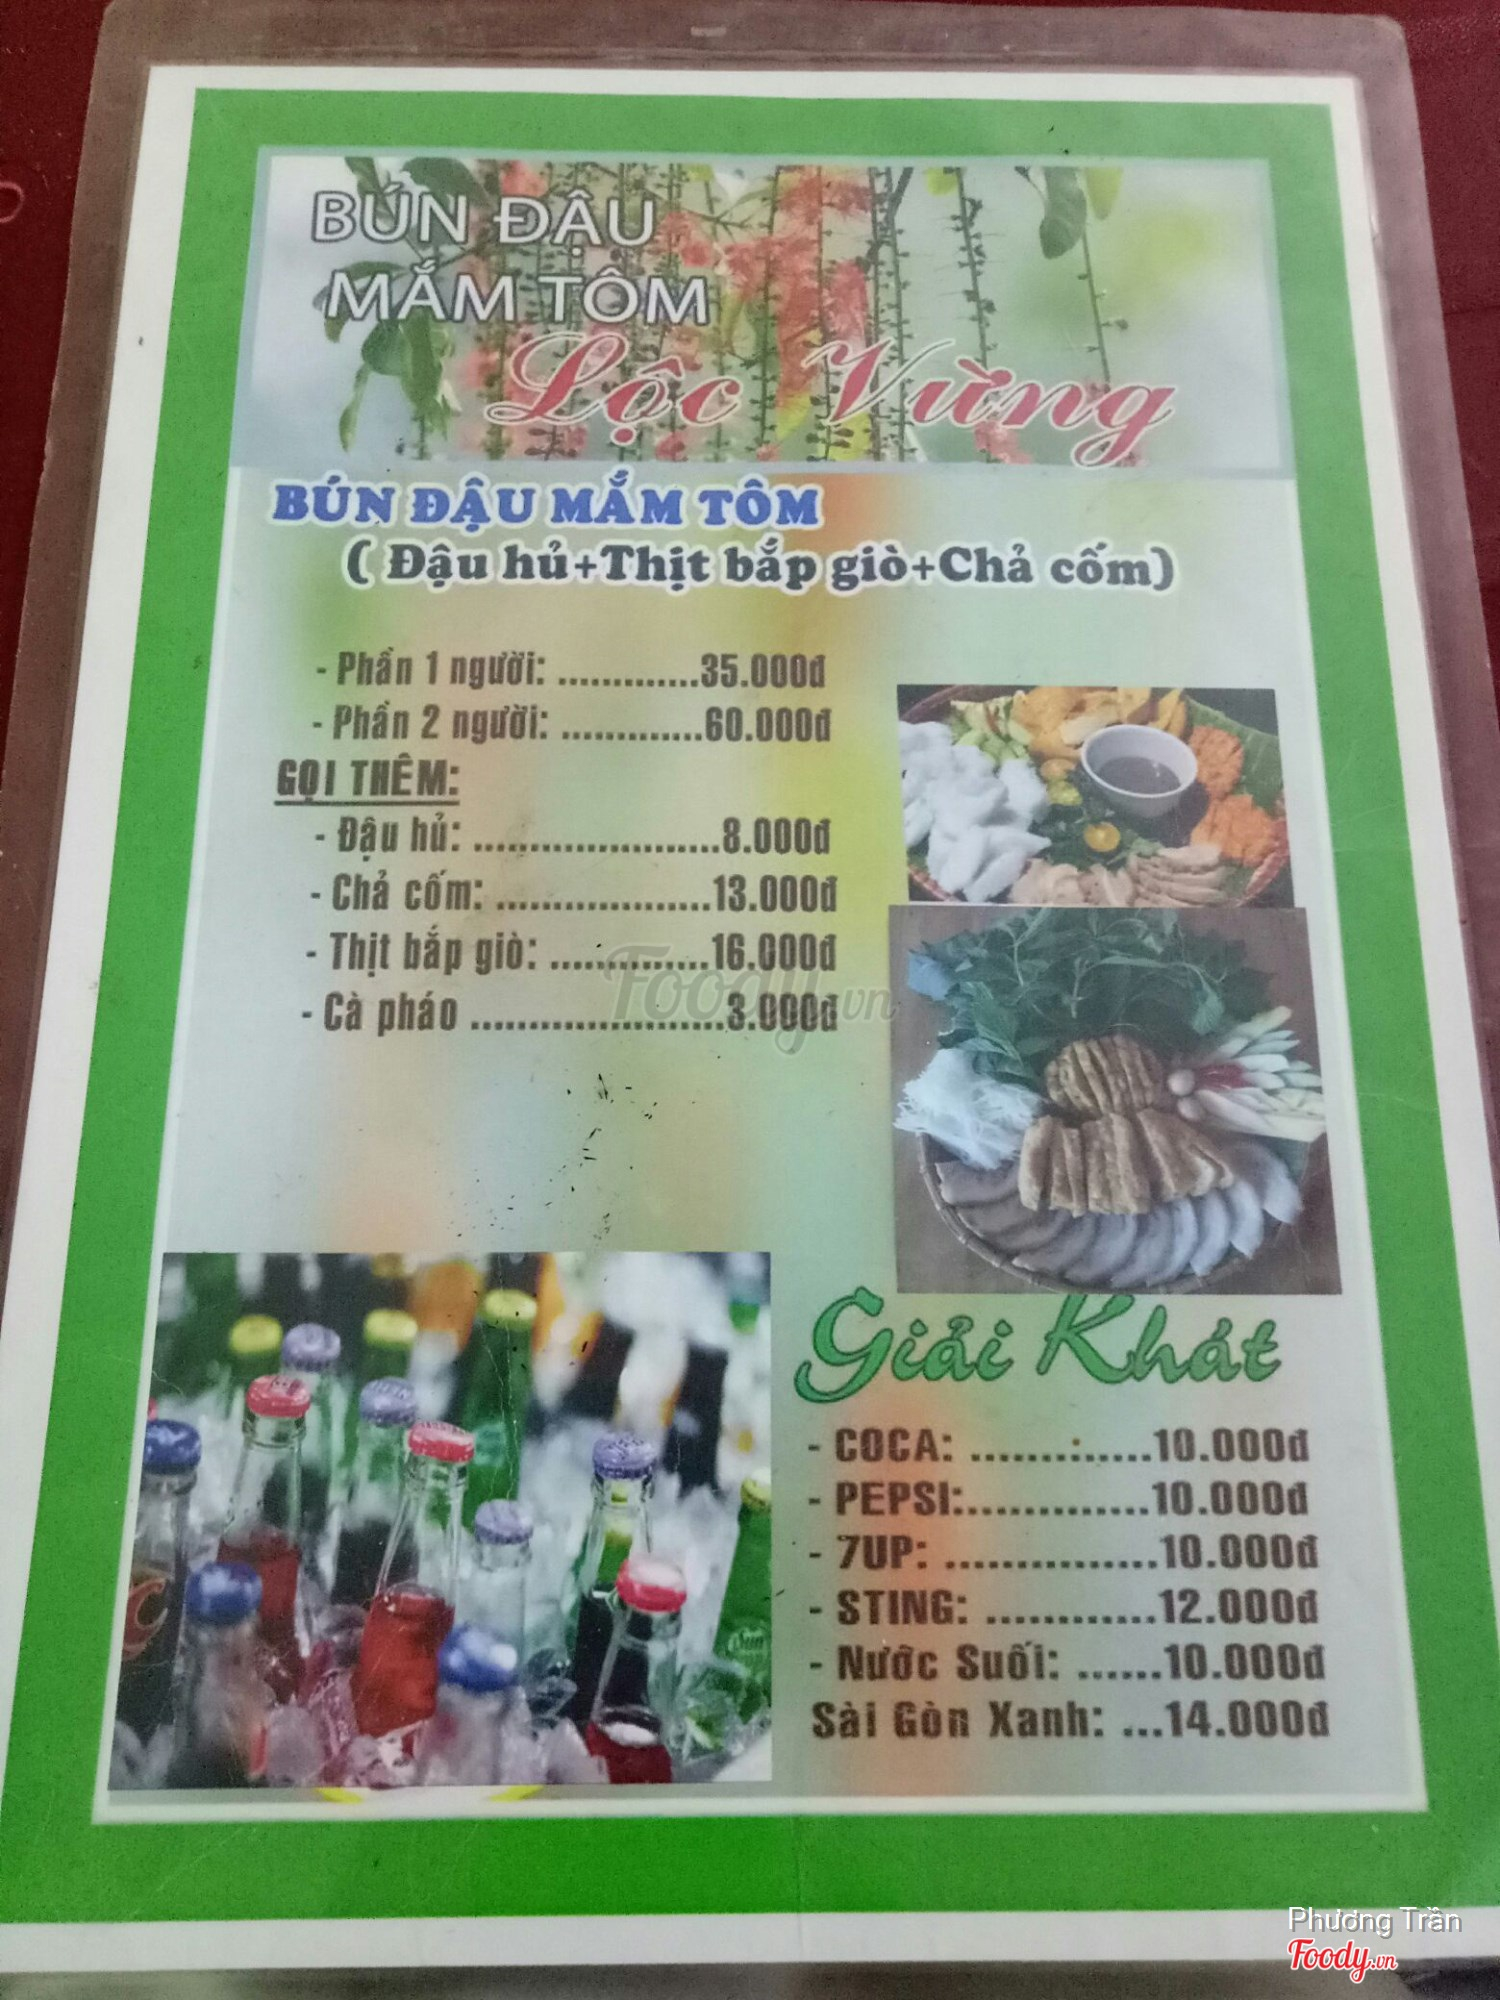 BÚN ĐẬU
MẮM TÔM
Lộc Vừng
BÚN ĐẬU MẮM TÔM
( Đậu hủ+Thịt bắp giò+Chả cốm)
- Phần 1 người: .............35.000đ
- Phần 2 người: .............60.000đ
GỌI THÊM:
- Đậu hủ: ......................8.000đ
- Chả cốm: ...................13.000đ
- Thịt bắp giò: ..............16.000đ
- Cà pháo .......................3.000đ
Foody.vn
Giải Khát
- COCA: .............10.000đ
- PEPSI:.............10.000đ
- 7UP: ...............10.000đ
- STING: ............12.000đ
- Nước Suối: ......10.000đ
Sài Gòn Xanh: ...14.000đ
Phương Trần
Foody.vn